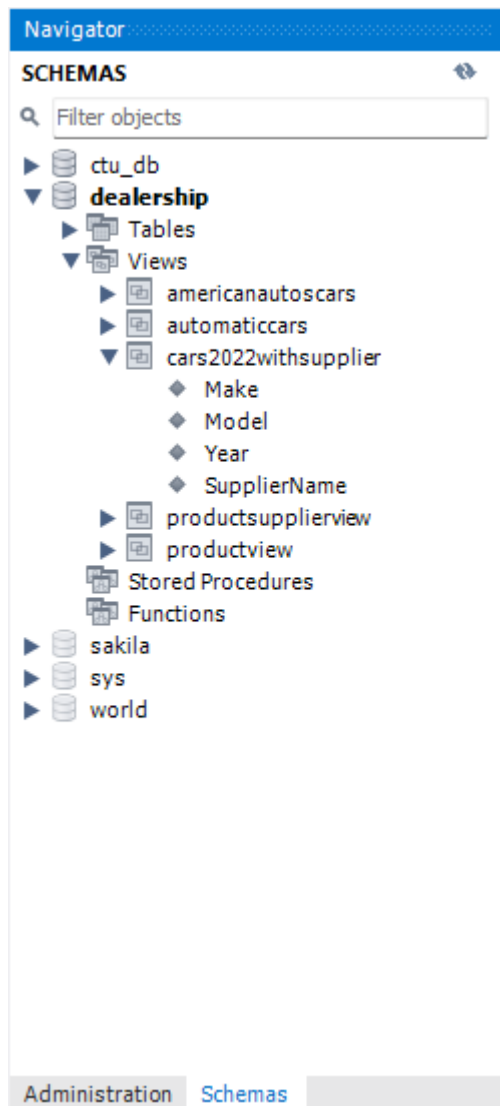 Navigator
SCHEMAS
Filter objects
ctu_db
dealership
Tables
Views
americanautoscars
automaticcars
cars2022withsupplier
Make
Model
Year
SupplierName
productsupplierview
productview
Stored Procedures
Functions
sakila
sys
world
Administration Schemas